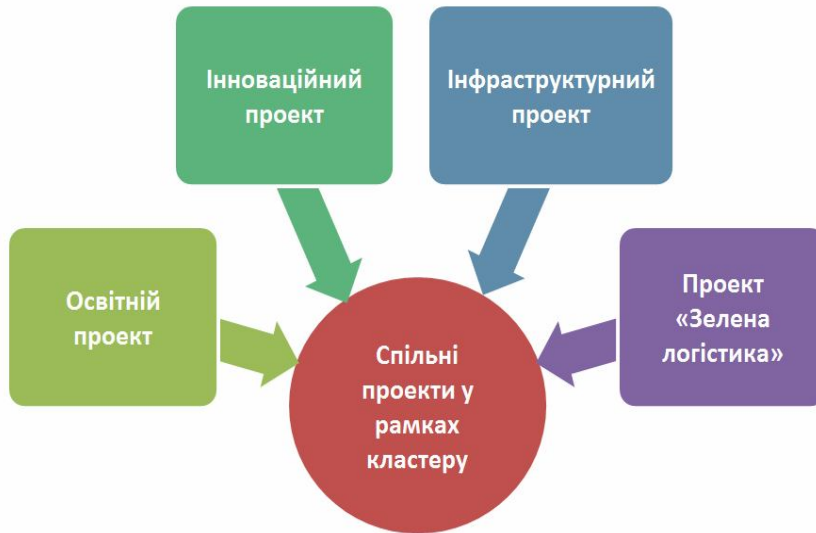 Інноваційний
проект
Інфраструктурний
проект
Освітній
проект
Проект
«Зелена
логістика»
Спільні
проекти у
рамках
кластеру